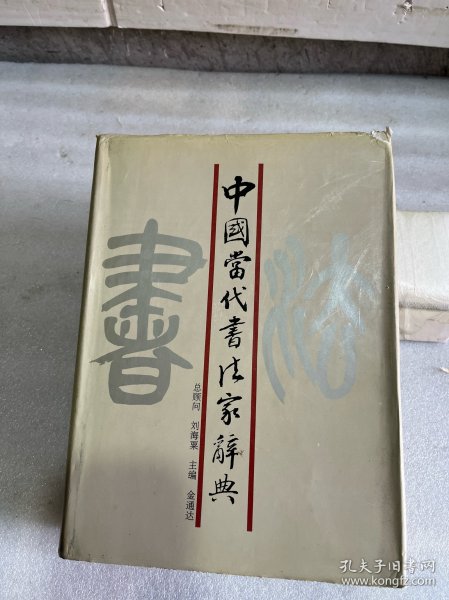 中國當代書法家辭典
总顾问 刘海粟 主编 金通达
書 法
孔夫子旧书网
www.kongfz.com